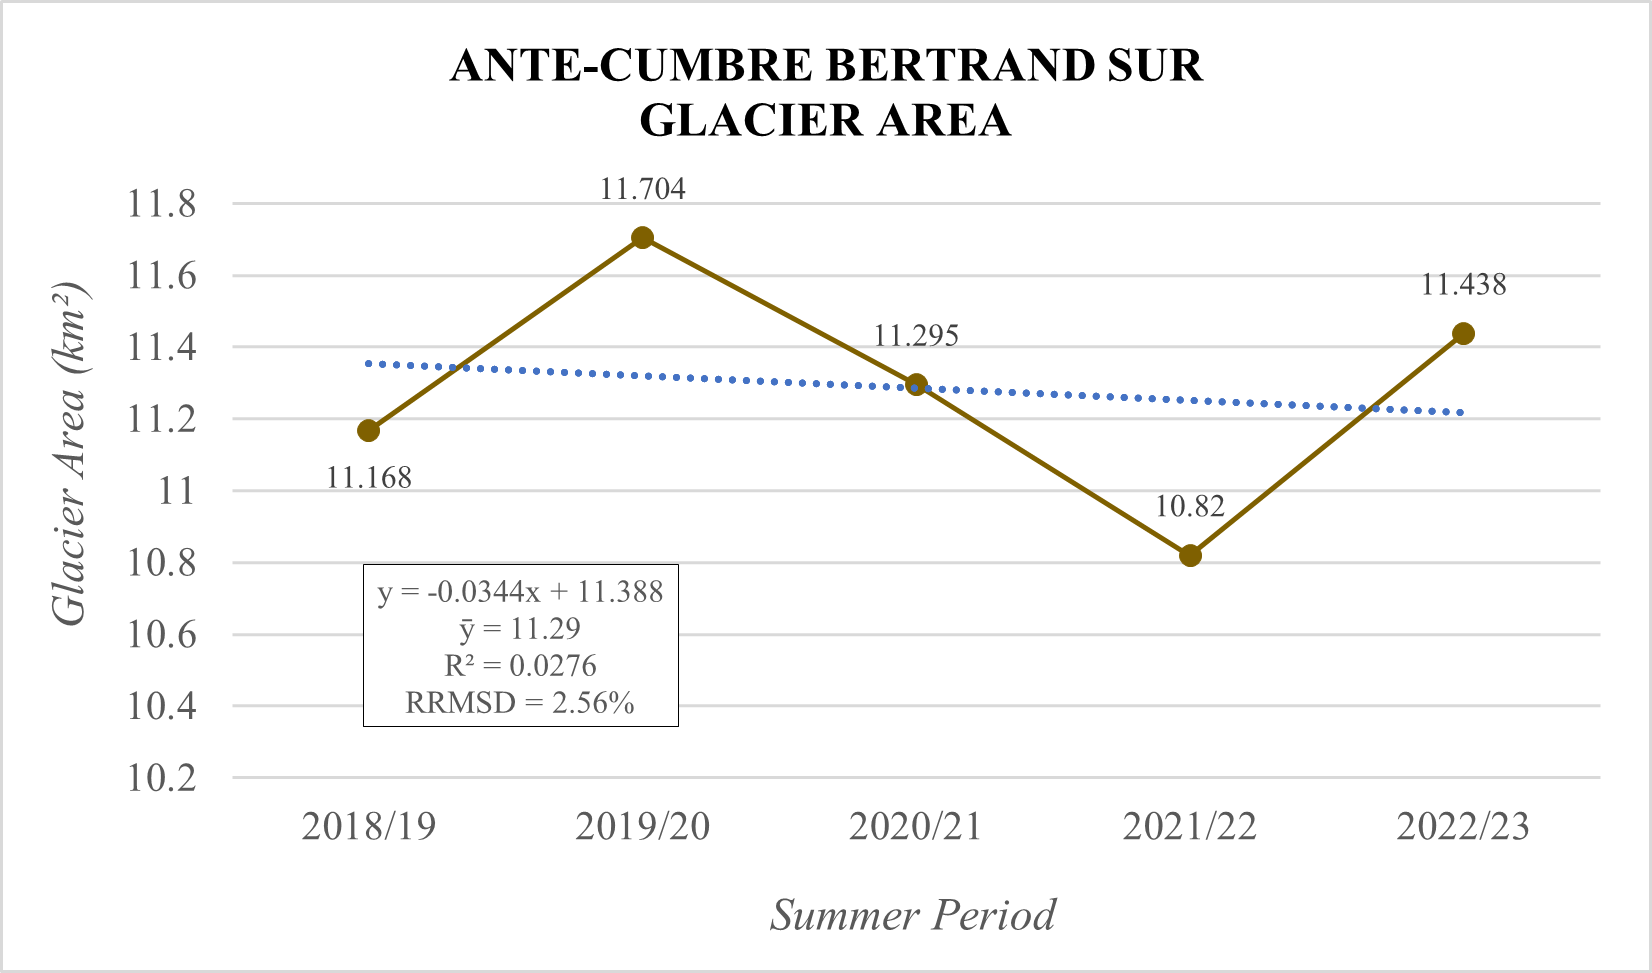 ANTE-CUMBRE BERTRAND SUR
GLACIER AREA
11.8
11.6
11.4
11.2
11
10.8
10.6
10.4
10.2
Glacier Area (km²)
11.168
11.704
11.295
10.82
11.438
y = -0.0344x + 11.388
ȳ = 11.29
R² = 0.0276
RRMSD = 2.56%
2018/19 2019/20 2020/21 2021/22 2022/23
Summer Period